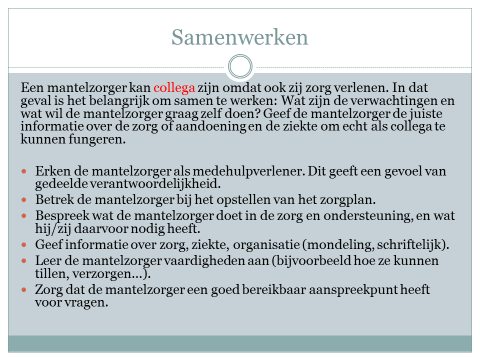 Samenwerken
Een mantelzorger kan collega zijn omdat ook zij zorg verlenen. In dat
geval is het belangrijk om samen te werken: Wat zijn de verwachtingen en
wat wil de mantelzorger graag zelf doen? Geef de mantelzorger de juiste
informatie over de zorg of aandoening en de ziekte om echt als collega te
kunnen fungeren.
Erken de mantelzorger als medehulpverlener. Dit geeft een gevoel van
gedeelde verantwoordelijkheid.
Betrek de mantelzorger bij het opstellen van het zorgplan.
Bespreek wat de mantelzorger doet in de zorg en ondersteuning, en wat
hij/zij daarvoor nodig heeft.
Geef informatie over zorg, ziekte, organisatie (mondeling, schriftelijk).
Leer de mantelzorger vaardigheden aan (bijvoorbeeld hoe ze kunnen
tillen, verzorgen...).
Zorg dat de mantelzorger een goed bereikbaar aanspreekpunt heeft
voor vragen.